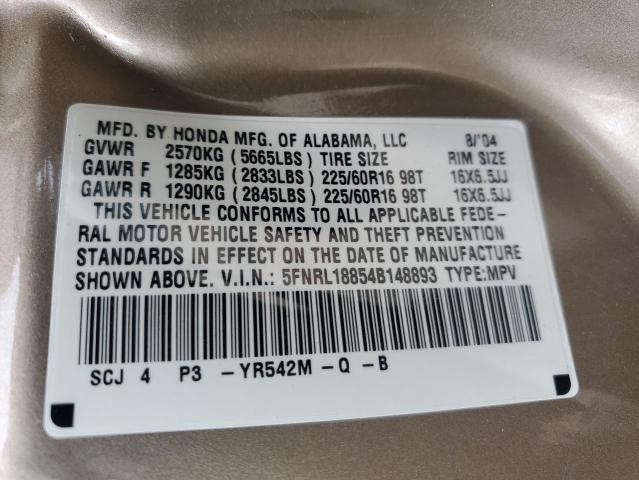 MFD. BY HONDA MFG. OF ALABAMA, LLC 8/'04
GVWR 2570KG (5665LBS) TIRE SIZE RIM SIZE
GAWR F 1285KG (2833LBS) 225/60R16 98T 16X6.5JJ
GAWR R 1290KG (2845LBS) 225/60R16 98T 16X6.5JJ
THIS VEHICLE CONFORMS TO ALL APPLICABLE FEDE-
RAL MOTOR VEHICLE SAFETY AND THEFT PREVENTION
STANDARDS IN EFFECT ON THE DATE OF MANUFACTURE
SHOWN ABOVE. V.I.N.: 5FNRL18854B148893 TYPE:MPV
SCJ 4 P3 -YR542M -Q -B